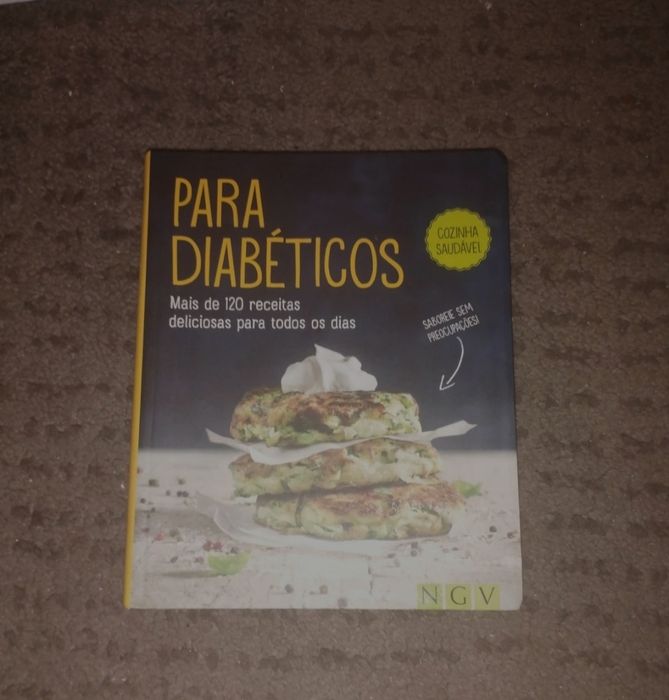 PARA
DIABÉTICOS
Mais de 120 receitas
deliciosas para todos os dias
COZINHA
SAUDÁVEL
SABOREIE SEM
PREOCUPAÇÕES!
NGV